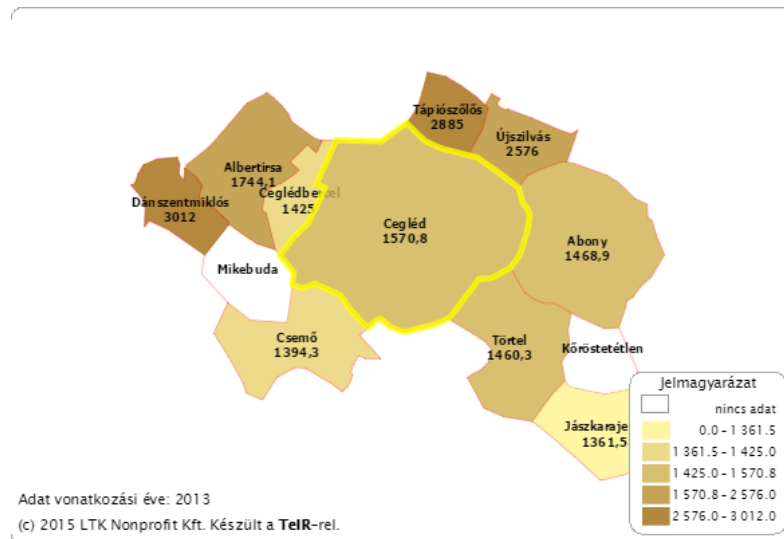 Tápiószőlős
2885
Újszilvás
2576
Albertirsa
1744,1
Ceglédbercel
1425
Dánszentmiklós
3012
Cegléd
1570,8
Abony
1468,9
Mikebuda
Csemő
1394,3
Törtel
1460,3
Kőröstetétlen
Jászkaraje
1361,5
Jelmagyarázat
nincs adat
0.0 - 1 361.5
1 361.5 - 1 425.0
1 425.0 - 1 570.8
1 570.8 - 2 576.0
2 576.0 - 3 012.0
Adat vonatkozási éve: 2013
(c) 2015 LTK Nonprofit Kft. Készült a TeIR-rel.